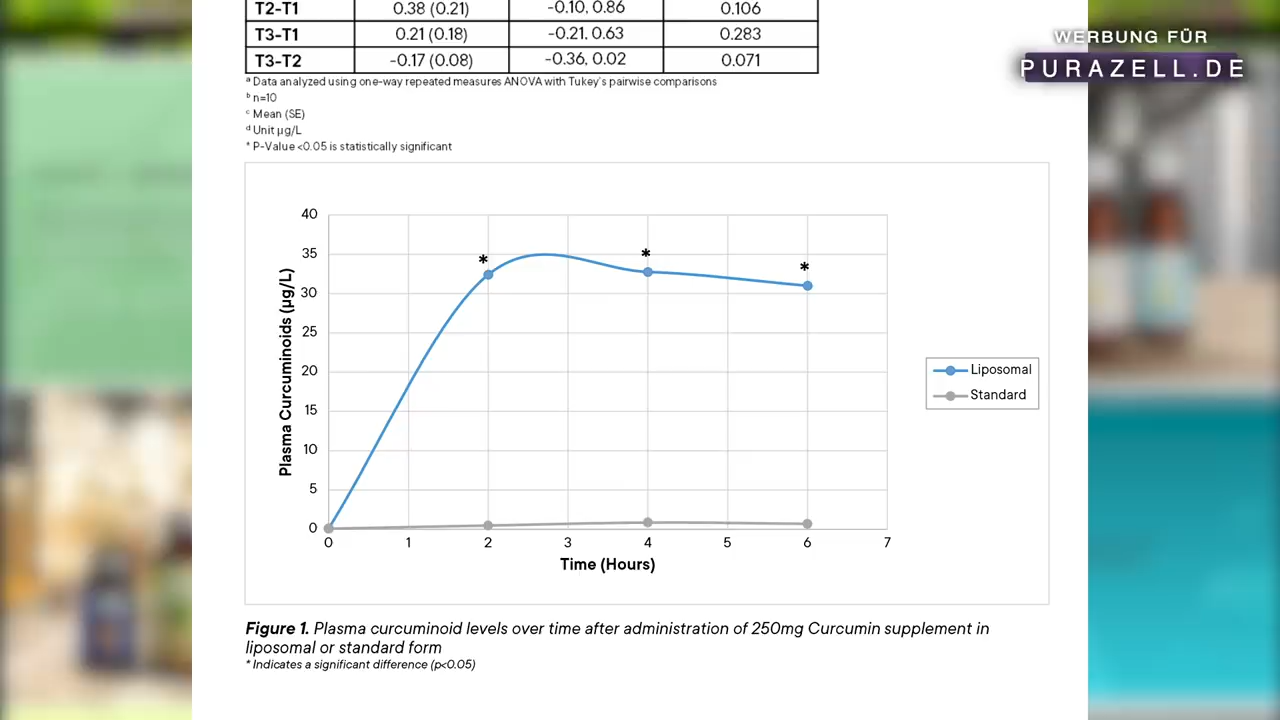 T2-T1 0.38 (0.21) -0.10, 0.86 0.106
T3-T1 0.21 (0.18) -0.21, 0.63 0.283
T3-T2 -0.17 (0.08) -0.36, 0.02 0.071
WERBUNG FÜR
PURAZELL.DE
a Data analyzed using one-way repeated measures ANOVA with Tukey's pairwise comparisons
b n=10
c Mean (SE)
d Unit µg/L
* P-Value <0.05 is statistically significant
40
35
30
25
20
15
10
5
0
Plasma Curcuminoids (µg/L)
* * *
0 1 2 3 4 5 6 7
Time (Hours)
Liposomal
Standard
Figure 1. Plasma curcuminoid levels over time after administration of 250mg Curcumin supplement in
liposomal or standard form
* Indicates a significant difference (p<0.05)